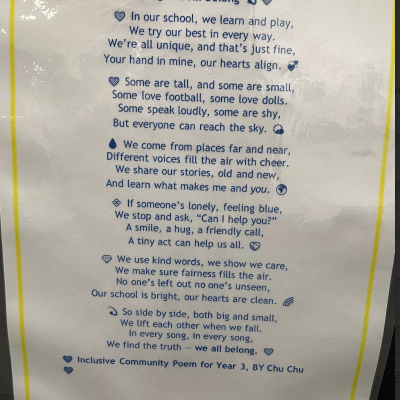 💙 In our school, we learn and play,
We try our best in every way.
We're all unique, and that's just fine,
Your hand in mine, our hearts align. 💞
💙 Some are tall, and some are small,
Some love football, some love dolls.
Some speak loudly, some are shy,
But everyone can reach the sky. 🌤
💧 We come from places far and near,
Different voices fill the air with cheer.
We share our stories, old and new,
And learn what makes me and you. 🌍
💠 If someone's lonely, feeling blue,
We stop and ask, "Can I help you?"
A smile, a hug, a friendly call,
A tiny act can help us all. 💝
💎 We use kind words, we show we care,
We make sure fairness fills the air.
No one's left out no one's unseen,
Our school is bright, our hearts are clean. 🌈
💫 So side by side, both big and small,
We lift each other when we fall.
In every song, in every song,
We find the truth — we all belong. 💙
💙 Inclusive Community Poem for Year 3, BY Chu Chu
💙